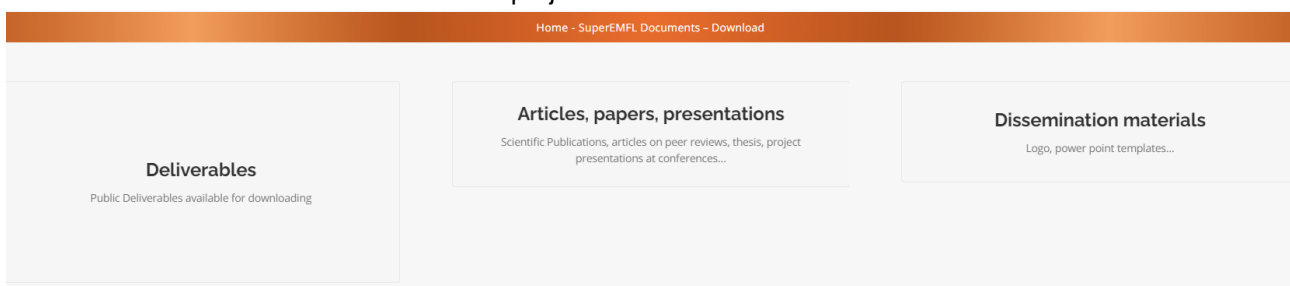 Home - SuperEMFL Documents – Download
Deliverables
Public Deliverables available for downloading
Articles, papers, presentations
Scientific Publications, articles on peer reviews, thesis, project
presentations at conferences...
Dissemination materials
Logo, power point templates...